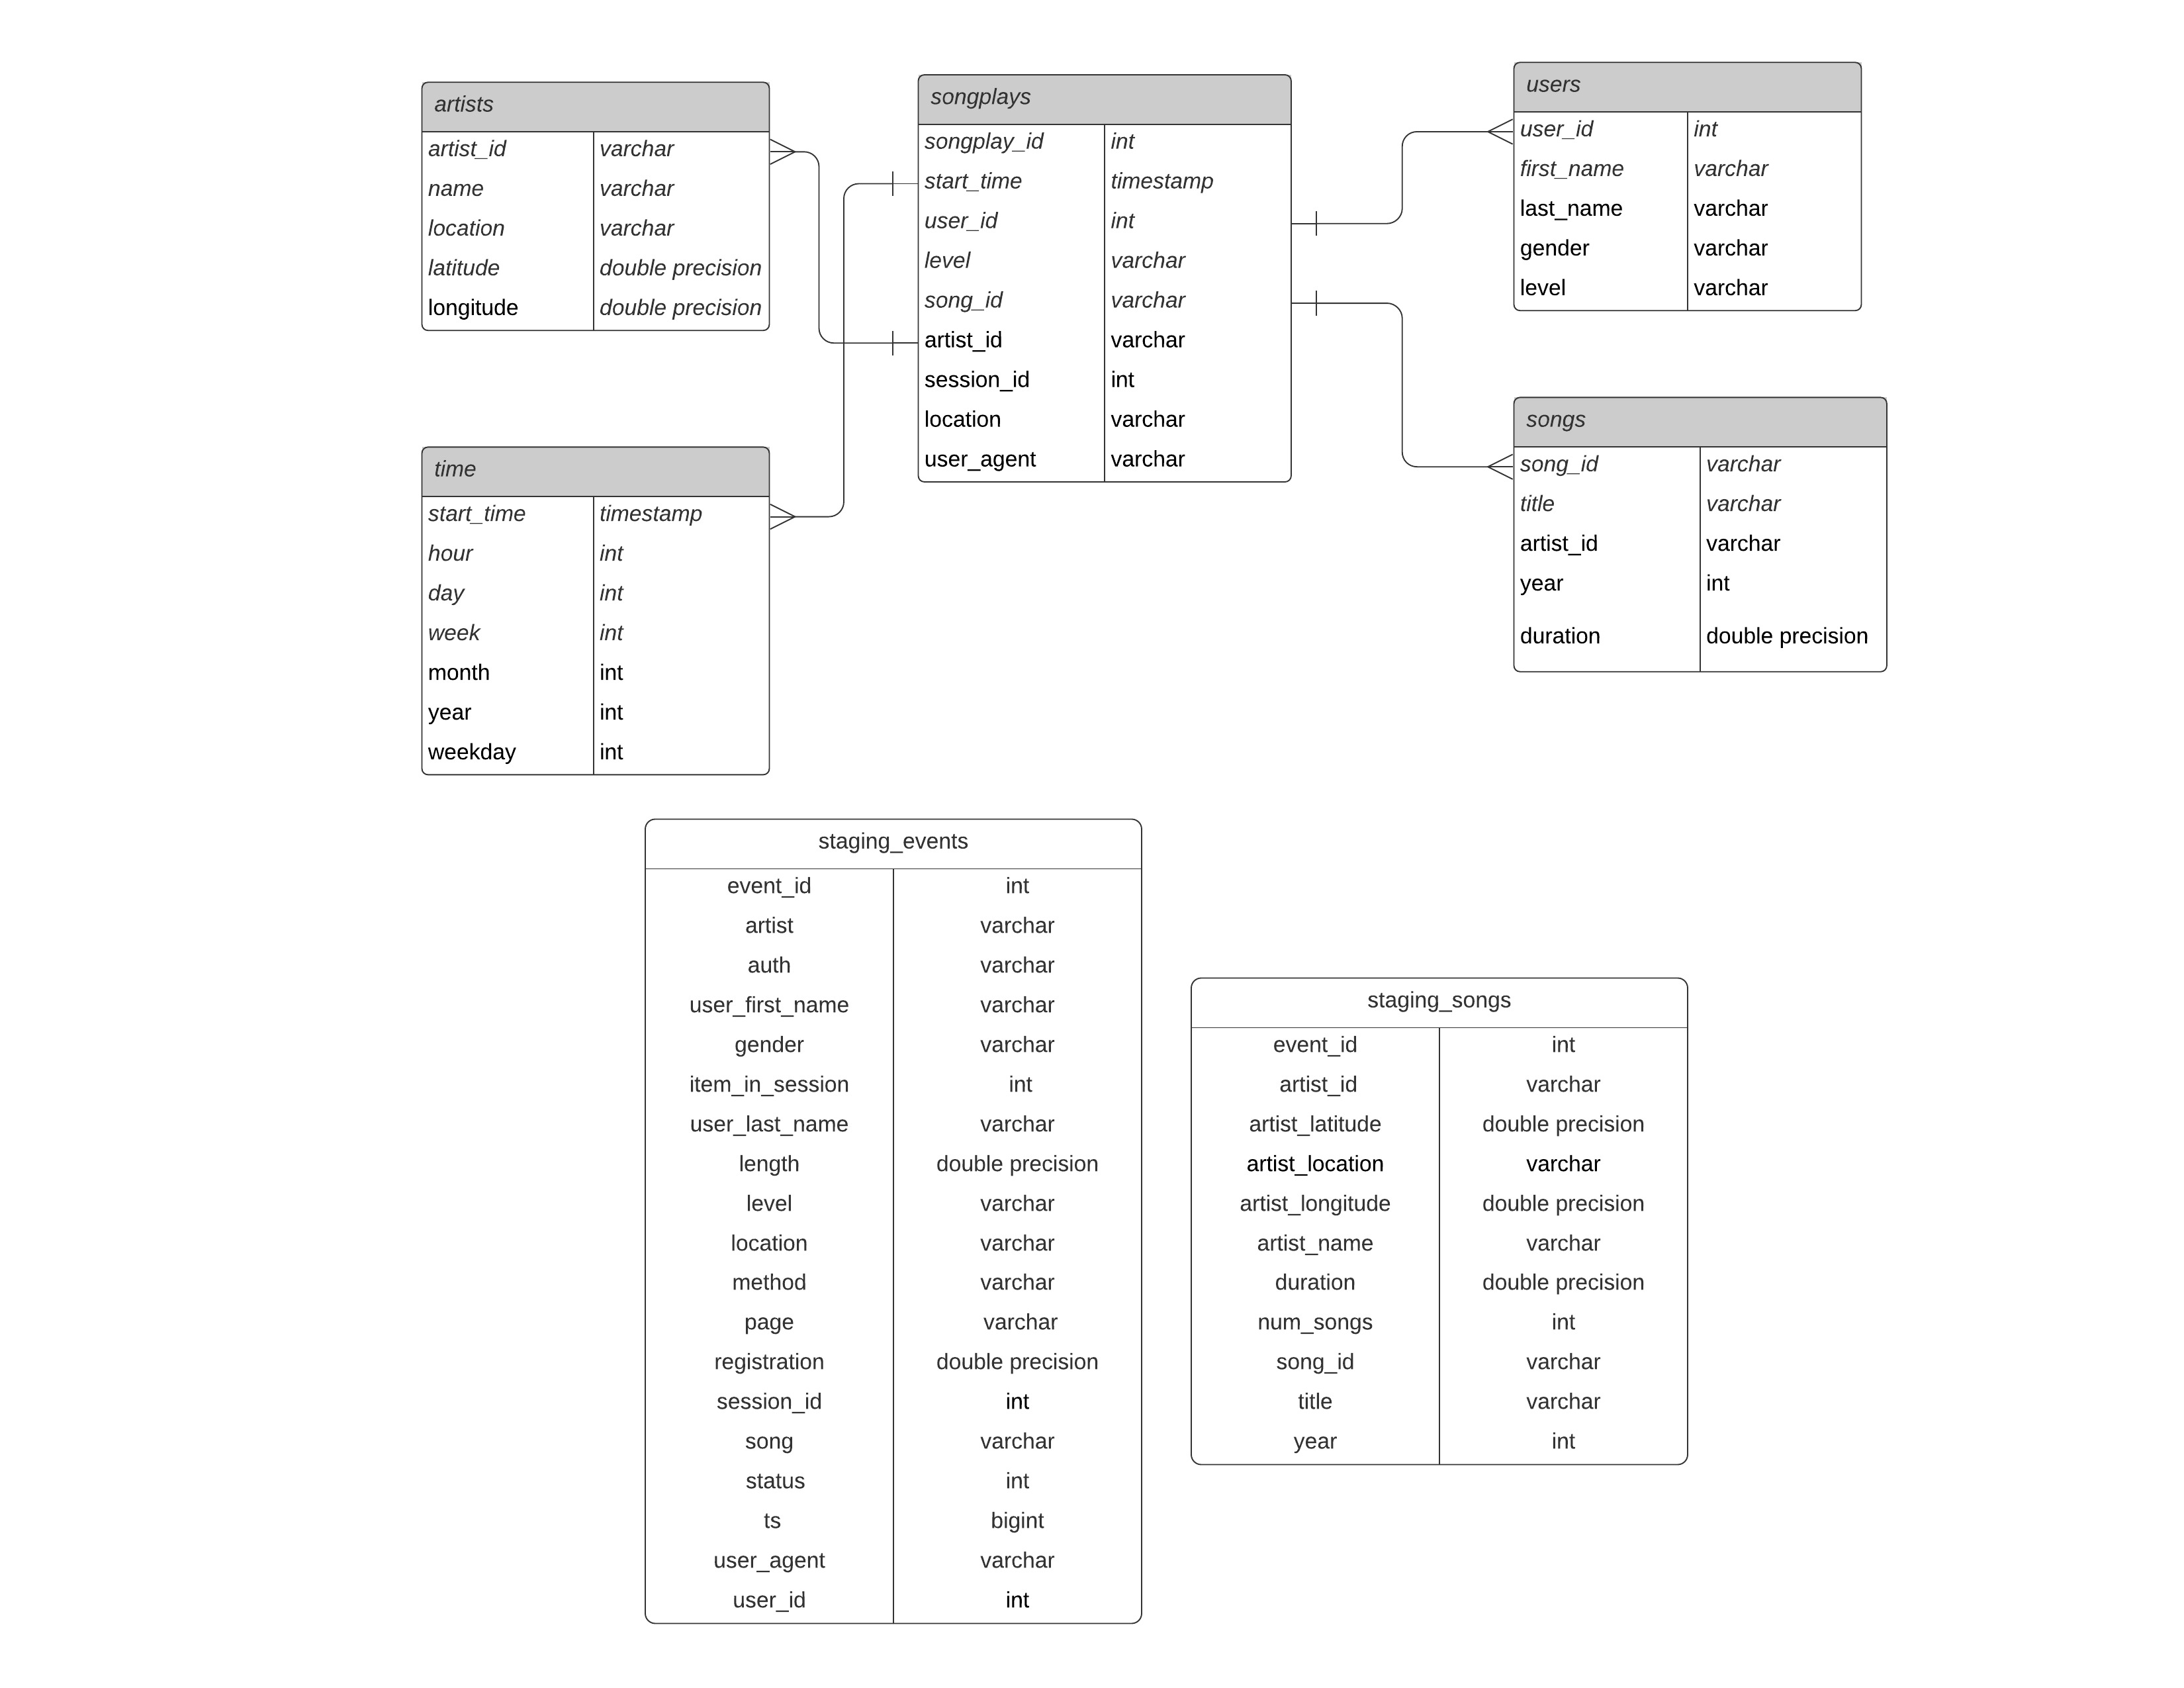 artists
artist_id varchar
name varchar
location varchar
latitude double precision
longitude double precision
songplays
songplay_id int
start_time timestamp
user_id int
level varchar
song_id varchar
artist_id varchar
session_id int
location varchar
user_agent varchar
users
user_id int
first_name varchar
last_name varchar
gender varchar
level varchar
time
start_time timestamp
hour int
day int
week int
month int
year int
weekday int
songs
song_id varchar
title varchar
artist_id varchar
year int
duration double precision
staging_events
event_id int
artist varchar
auth varchar
user_first_name varchar
gender varchar
item_in_session int
user_last_name varchar
length double precision
level varchar
location varchar
method varchar
page varchar
registration double precision
session_id int
song varchar
status int
ts bigint
user_agent varchar
user_id int
staging_songs
event_id int
artist_id varchar
artist_latitude double precision
artist_location varchar
artist_longitude double precision
artist_name varchar
duration double precision
num_songs int
song_id varchar
title varchar
year int